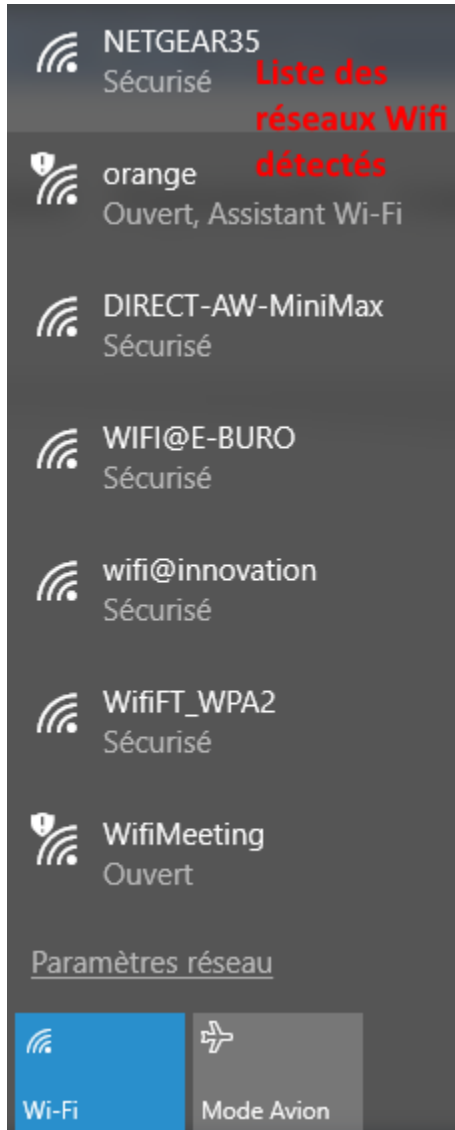 NETGEAR35
Sécurisé
Liste des
réseaux Wifi
détectés
orange
Ouvert, Assistant Wi-Fi
DIRECT-AW-MiniMax
Sécurisé
WIFI@E-BURO
Sécurisé
wifi@innovation
Sécurisé
WifiFT_WPA2
Sécurisé
WifiMeeting
Ouvert
Paramètres réseau
Wi-Fi
Mode Avion